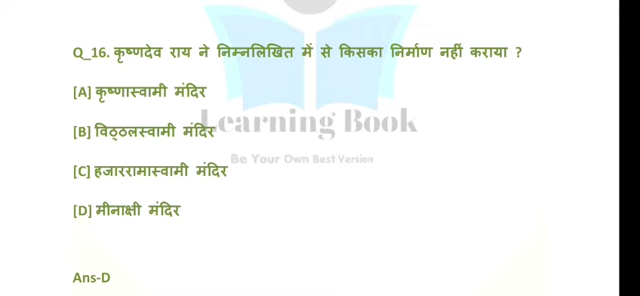 Q_16. कृष्णदेव राय ने निम्नलिखित में से किसका निर्माण नहीं कराया ?
[A] कृष्णास्वामी मंदिर
[B] विठ्ठलस्वामी मंदिर
Learning Book
Be Your Own Best Version
[C] हजाररामास्वामी मंदिर
[D] मीनाक्षी मंदिर
Ans-D